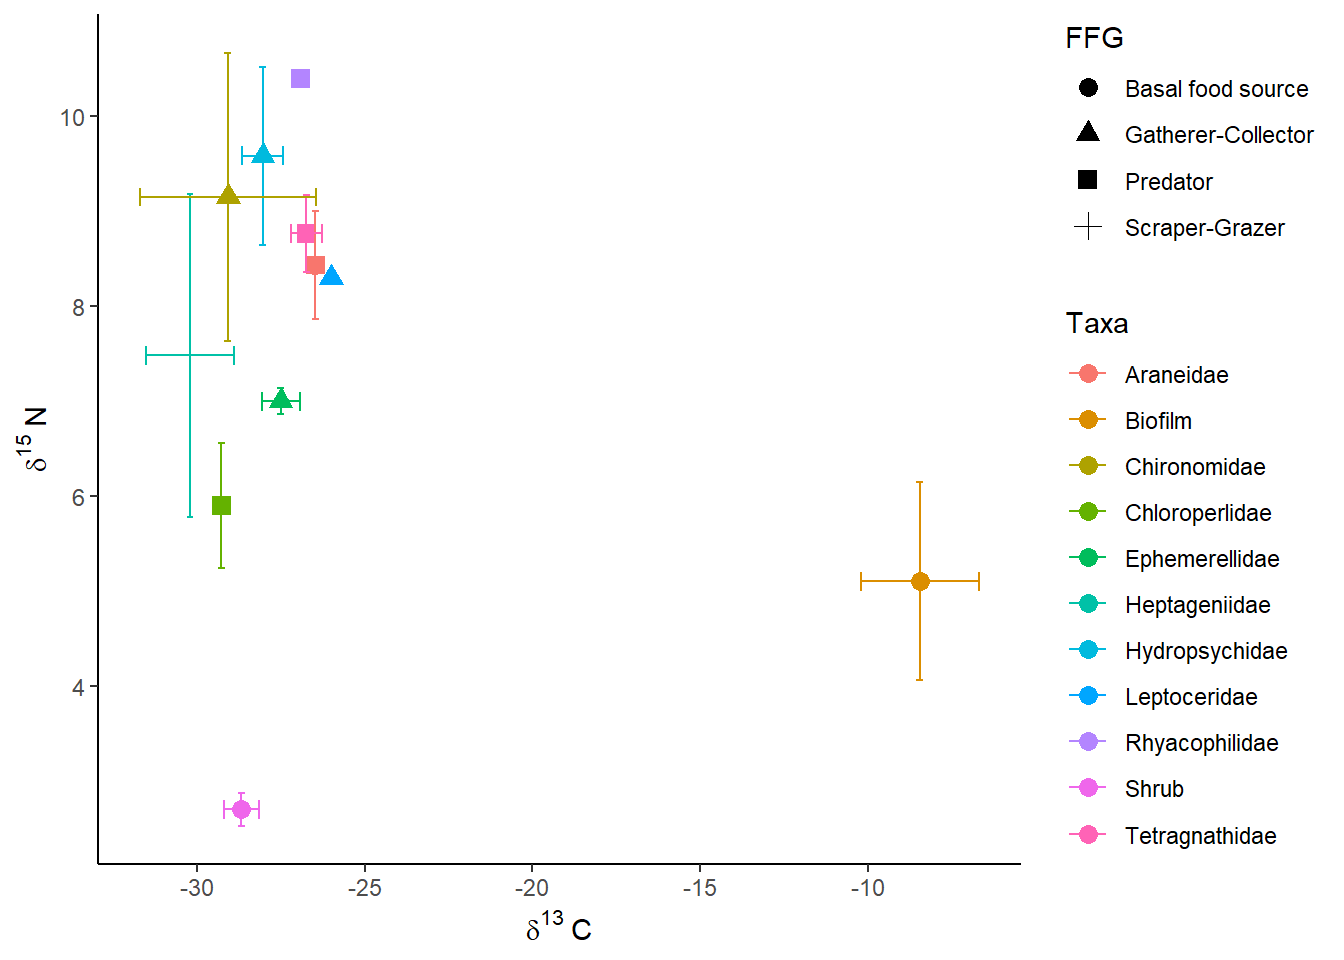 δ15 N
10
8
6
4
-30
-25
-20
-15
-10
δ13 C
FFG
Basal food source
Gatherer-Collector
Predator
Scraper-Grazer
Taxa
Araneidae
Biofilm
Chironomidae
Chloroperlidae
Ephemerellidae
Heptageniidae
Hydropsychidae
Leptoceridae
Rhyacophilidae
Shrub
Tetragnathidae